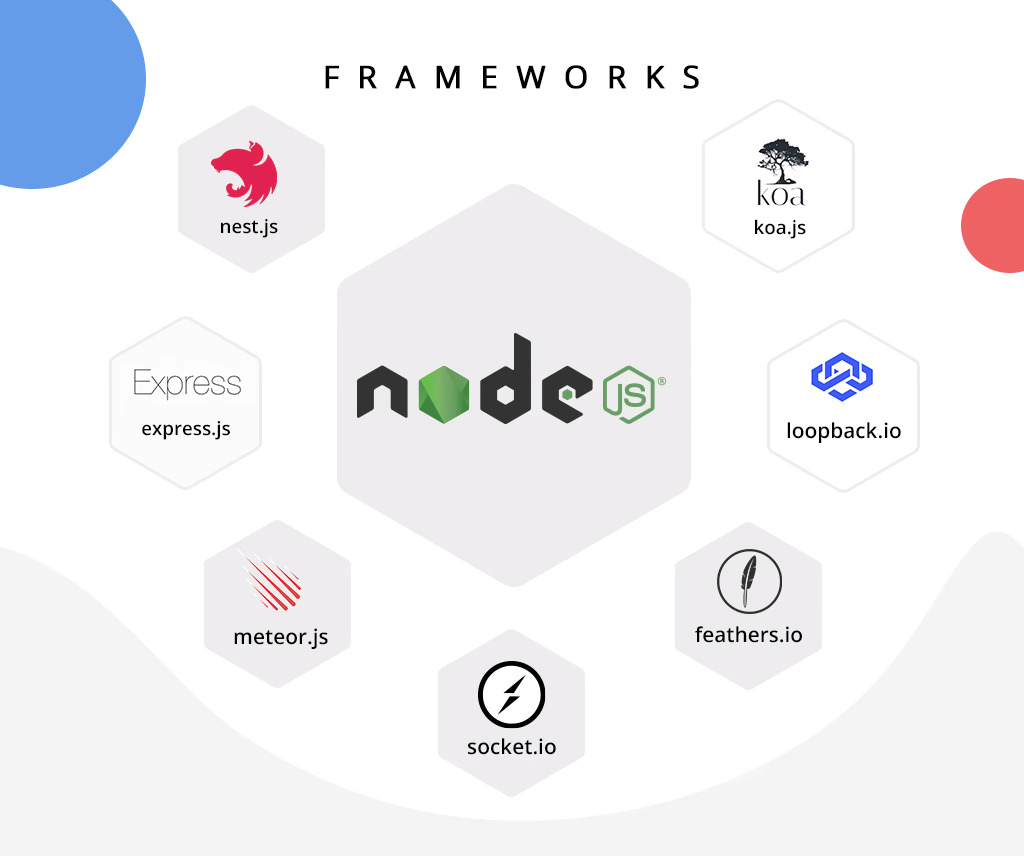 FRAMEWORKS
nest.js
koa
koa.js
node JS®
Express
express.js
loopback.io
meteor.js
feathers.io
socket.io